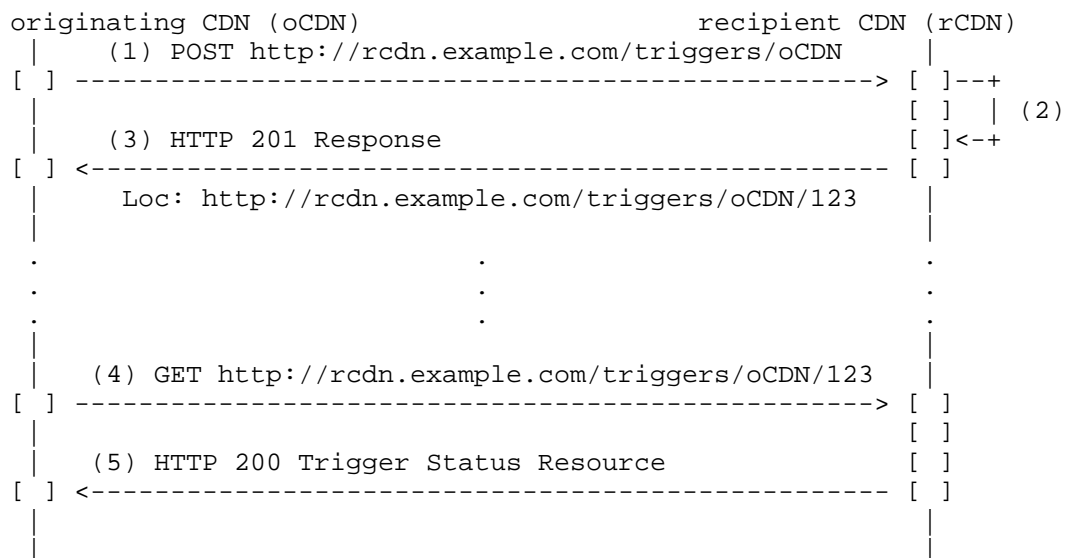 originating CDN (oCDN)                     recipient CDN (rCDN)
  |    (1) POST http://rcdn.example.com/triggers/oCDN     |
[ ] --------------------------------------------------> [ ]--+
 |                                                      [ ]  | (2)
 |    (3) HTTP 201 Response                             [ ]<-+
[ ] <-------------------------------------------------- [ ]
 |     Loc: http://rcdn.example.com/triggers/oCDN/123    |
 |                                                       |
 .                           .                           .
 .                           .                           .
 .                           .                           .
 |                                                       |
 |   (4) GET http://rcdn.example.com/triggers/oCDN/123   |
[ ] --------------------------------------------------> [ ]
 |                                                      [ ]
 |   (5) HTTP 200 Trigger Status Resource               [ ]
[ ] <-------------------------------------------------- [ ]
 |                                                       |
 |                                                       |